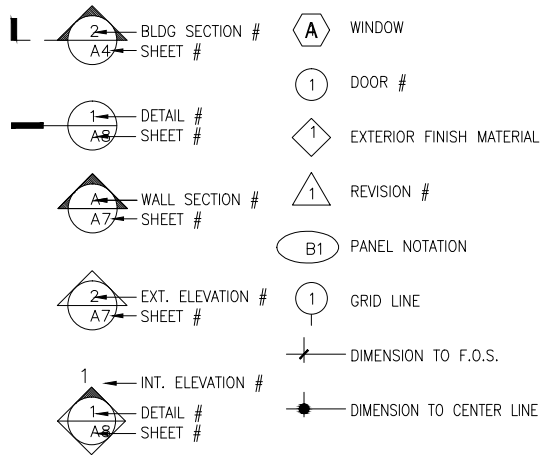 2 BLDG SECTION #
A4 SHEET #
1 DETAIL #
A8 SHEET #
A WALL SECTION #
A7 SHEET #
2 EXT. ELEVATION #
A7 SHEET #
1 INT. ELEVATION #
1 DETAIL #
A8 SHEET #
A WINDOW
1 DOOR #
1 EXTERIOR FINISH MATERIAL
1 REVISION #
B1 PANEL NOTATION
1 GRID LINE
DIMENSION TO F.O.S.
DIMENSION TO CENTER LINE